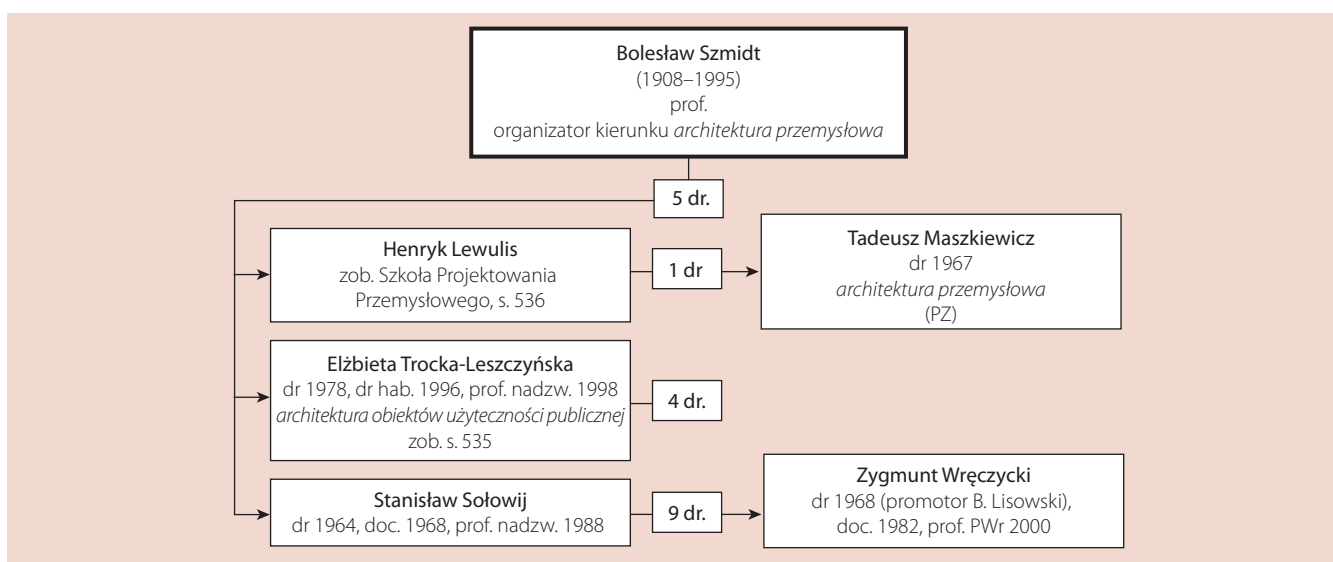 Bolesław Szmidt
(1908–1995)
prof.
organizator kierunku architektura przemysłowa
5 dr.
Henryk Lewulis
zob. Szkoła Projektowania
Przemysłowego, s. 536
1 dr
Tadeusz Maszkiewicz
dr 1967
architektura przemysłowa
(PZ)
Elżbieta Trocka-Leszczyńska
dr 1978, dr hab. 1996, prof. nadzw. 1998
architektura obiektów użyteczności publicznej
zob. s. 535
4 dr.
Stanisław Sołowij
dr 1964, doc. 1968, prof. nadzw. 1988
9 dr.
Zygmunt Wręczycki
dr 1968 (promotor B. Lisowski),
doc. 1982, prof. PWr 2000